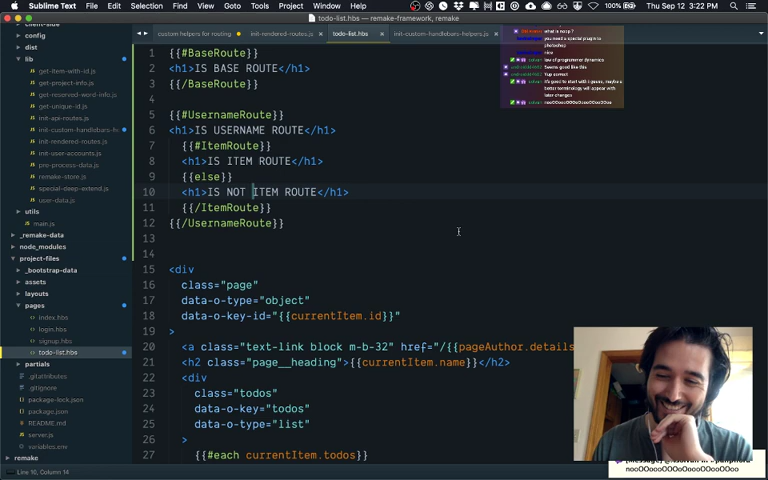 Sublime Text File Edit Selection Find View Goto Tools Project Window Help 100% Thu Sep 12 3:22 PM
todo-list.hbs — remake-framework, remake
custom helpers for routing init-rendered-routes.js todo-list.hbs init-custom-handlebars-helpers.js
config
dist
lib
get-item-with-id.js
get-project-info.js
get-reserved-word-info.js
get-unique-id.js
init-api-routes.js
init-custom-handlebars-h
init-rendered-routes.js
init-user-accounts.js
pre-process-data.js
remake-store.js
special-deep-extend.js
user-data.js
utils
main.js
_remake-data
node_modules
project-files
_bootstrap-data
assets
layouts
pages
index.hbs
login.hbs
signup.hbs
todo-list.hbs
partials
.gitattributes
.gitignore
package-lock.json
package.json
README.md
server.js
variables.env
remake
1 {{#BaseRoute}}
2 <h1>IS BASE ROUTE</h1>
3 {{/BaseRoute}}
4
5 {{#UsernameRoute}}
6 <h1>IS USERNAME ROUTE</h1>
7 {{#ItemRoute}}
8 <h1>IS ITEM ROUTE</h1>
9 {{else}}
10 <h1>IS NOT ITEM ROUTE</h1>
11 {{/ItemRoute}}
12 {{/UsernameRoute}}
13
14
15 <div
16 class="page"
17 data-o-type="object"
18 data-o-key-id="{{currentItem.id}}"
19 >
20 <a class="text-link block m-b-32" href="/{{pageAuthor.details
21 <h2 class="page__heading">{{currentItem.name}}</h2>
22 <div
23 class="todos"
24 data-o-key="todos"
25 data-o-type="list"
26 >
27 {{#each currentItem.todos}}
what is noop ?
you need a special plugin to
photoshop
nice
law of programmer dynamics
Seems good like this
Yup correct
it's good to start w/ a guess, maybe a
better terminology will appear with
later changes
Line 10, Column 14